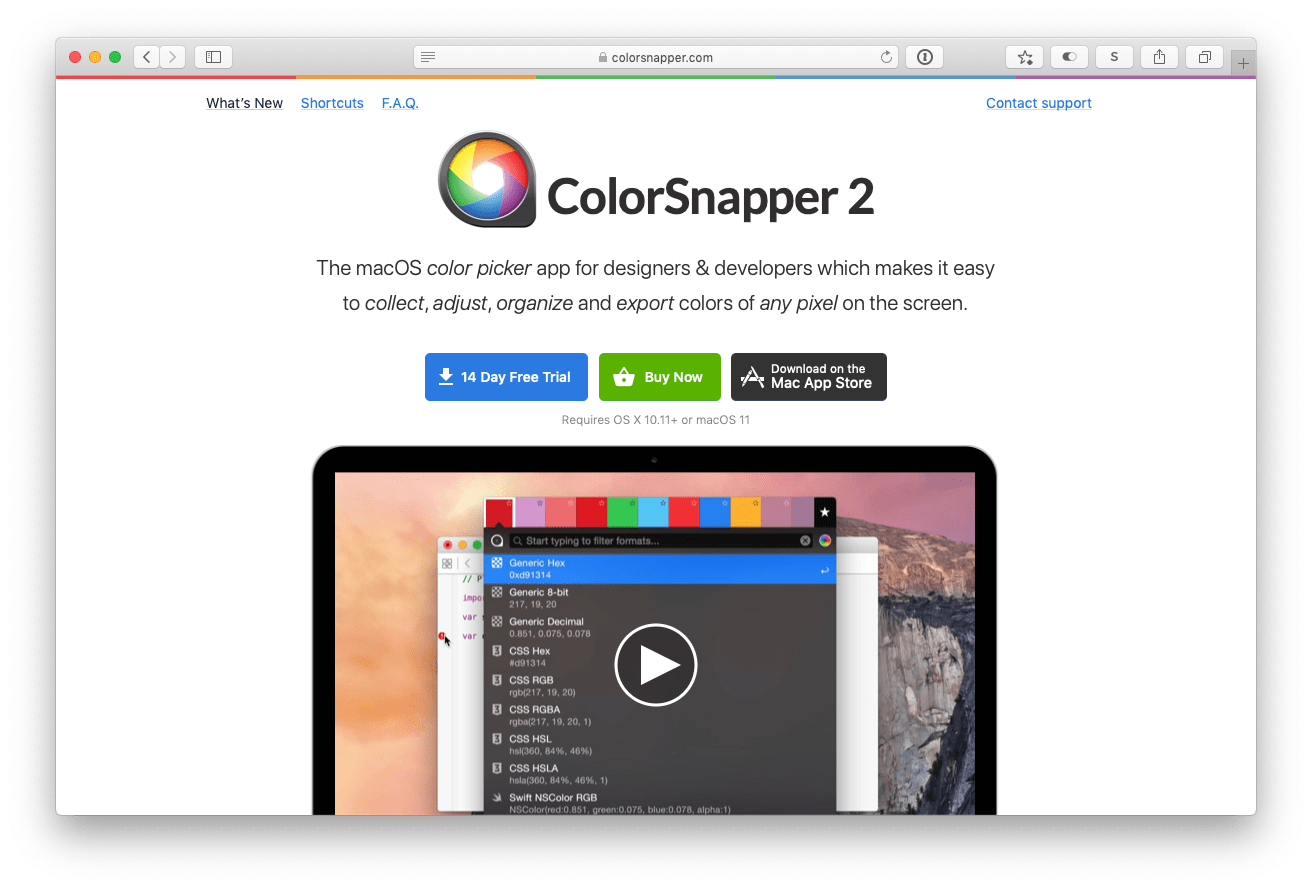 colorsnapper.com
S
What's New Shortcuts F.A.Q. Contact support
ColorSnapper 2
The macOS color picker app for designers & developers which makes it easy
to collect, adjust, organize and export colors of any pixel on the screen.
14 Day Free Trial
Buy Now
Download on the
Mac App Store
Requires OS X 10.11+ or macOS 11
Start typing to filter formats...
// P
impo
var
var
Generic Hex
0xd91314
Generic 8-bit
217, 19, 20
Generic Decimal
0.851, 0.075, 0.078
CSS Hex
#d91314
CSS RGB
rgb(217, 19, 20)
CSS RGBA
rgba(217, 19, 20, 1)
CSS HSL
hsl(360, 84%, 46%)
CSS HSLA
hsla(360, 84%, 46%, 1)
Swift NSColor RGB
NSColor(red:0.851, green:0.075, blue:0.078, alpha:1)